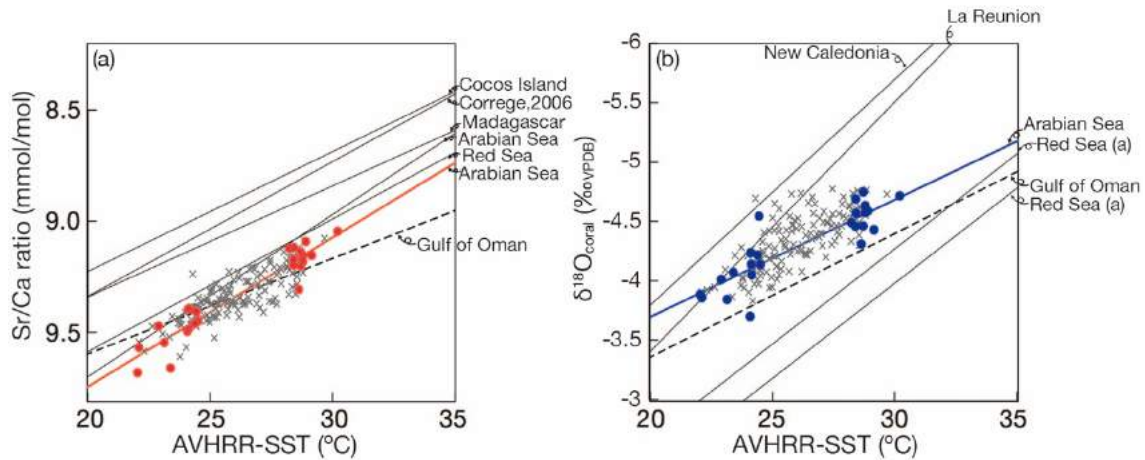 (a)
Sr/Ca ratio (mmol/mol)
8.5
9.0
9.5
20
25
30
35
AVHRR-SST (ºC)
Cocos Island
Correge,2006
Madagascar
Arabian Sea
Red Sea
Arabian Sea
Gulf of Oman
(b)
δ18Ocoral (‰VPDB)
-6
-5.5
-5
-4.5
-4
-3.5
-3
20
25
30
35
AVHRR-SST (ºC)
La Reunion
New Caledonia
Arabian Sea
Red Sea (a)
Gulf of Oman
Red Sea (a)